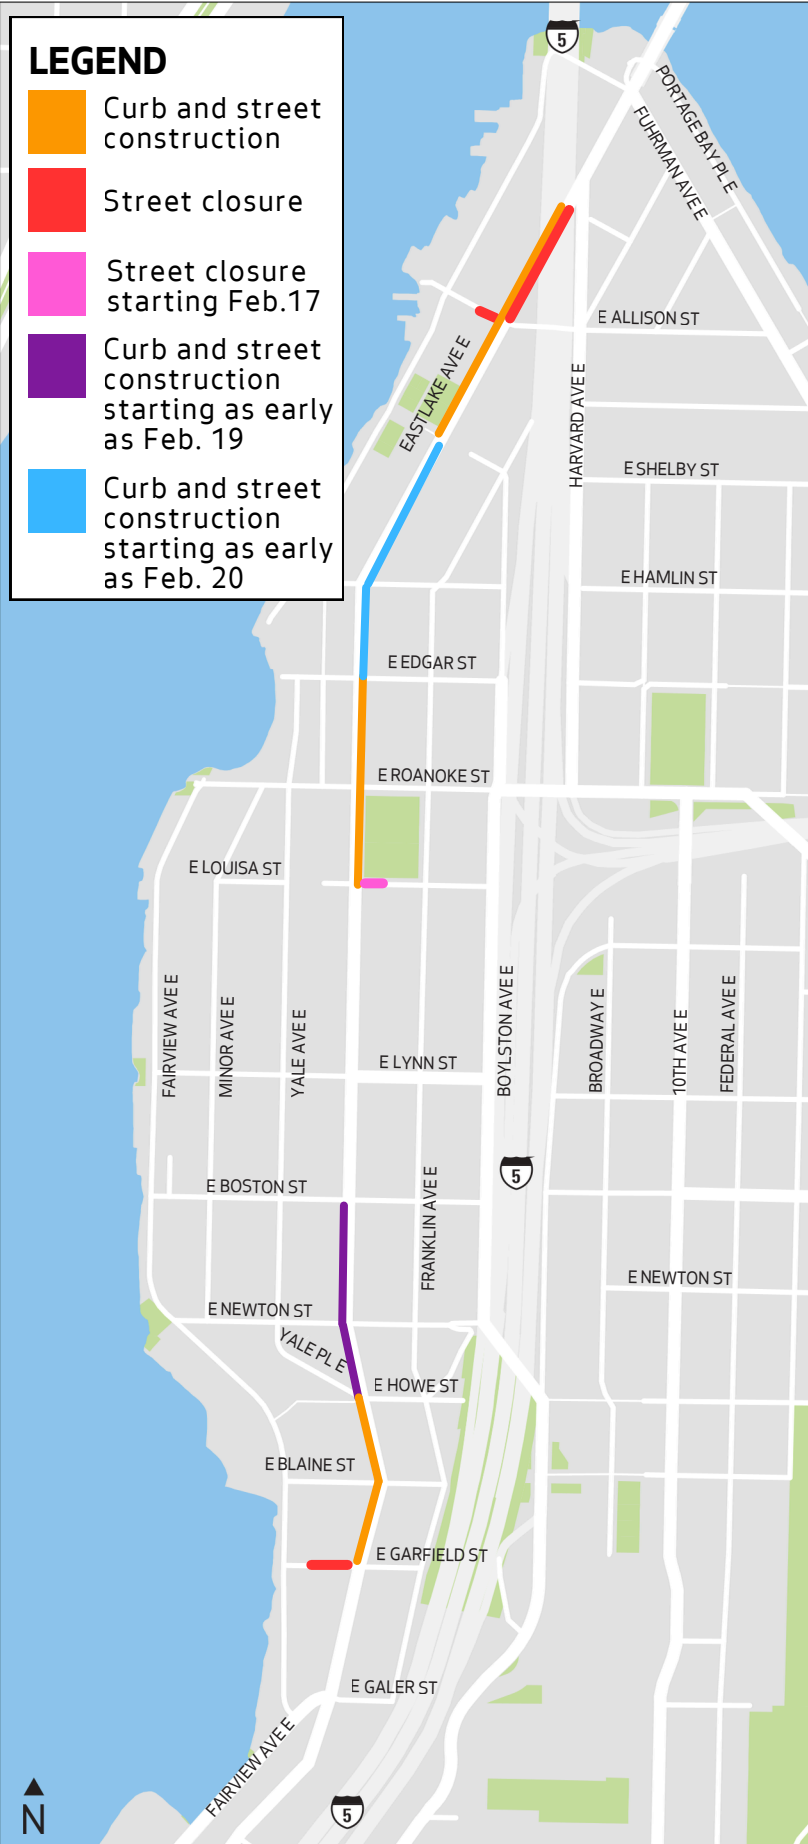 LEGEND
Curb and street
construction
Street closure
Street closure
starting Feb.17
Curb and street
construction
starting as early
as Feb. 19
Curb and street
construction
starting as early
as Feb. 20
5
PORTAGE BAY PL E
FUHRMAN AVE E
E ALLISON ST
EASTLAKE AVE E
HARVARD AVE E
E SHELBY ST
E HAMLIN ST
E EDGAR ST
E ROANOKE ST
E LOUISA ST
FAIRVIEW AVE E
MINOR AVE E
YALE AVE E
BOYLSTON AVE E
BROADWAY E
10TH AVE E
FEDERAL AVE E
E LYNN ST
5
E BOSTON ST
FRANKLIN AVE E
E NEWTON ST
E NEWTON ST
YALE PL E
E HOWE ST
E BLAINE ST
E GARFIELD ST
E GALER ST
FAIRVIEW AVE E
5
N